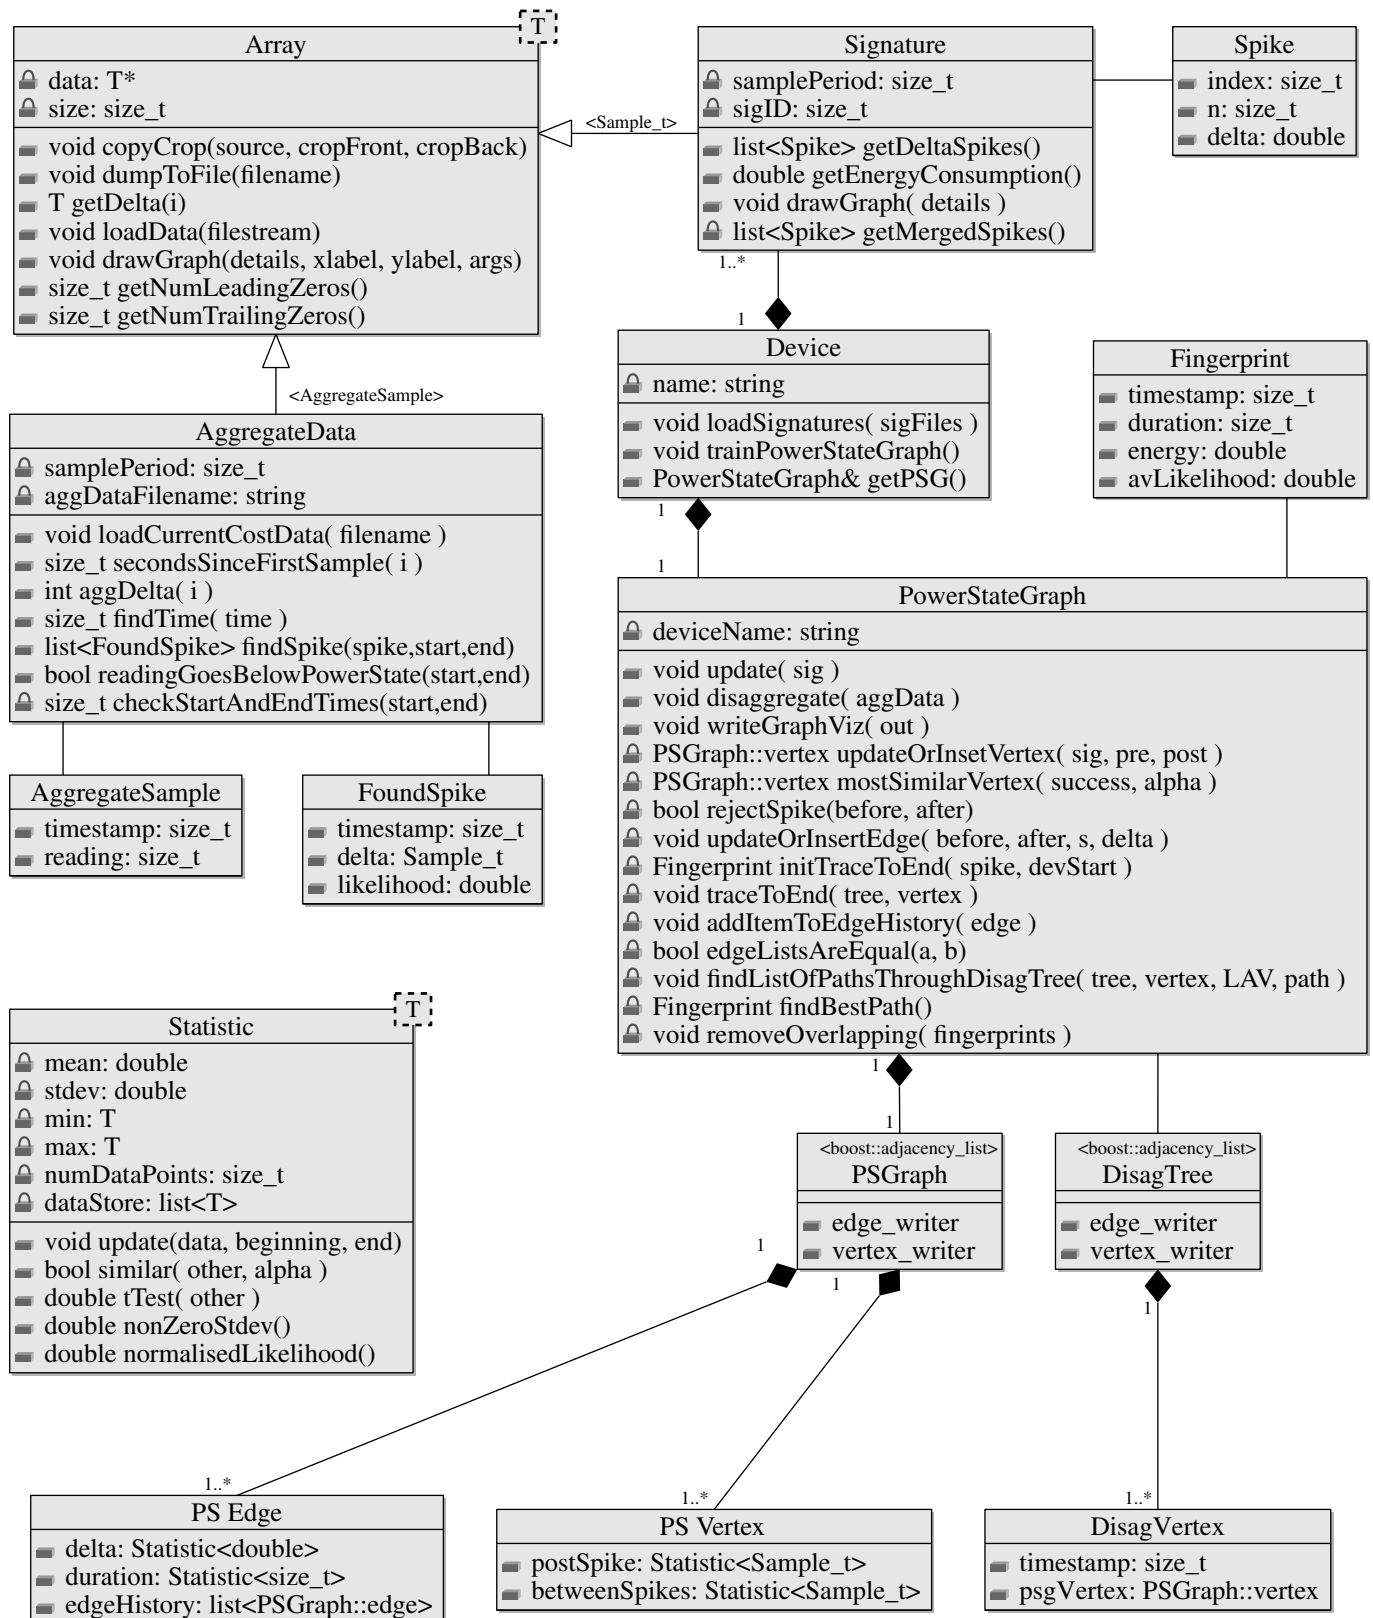 Array
T
data: T*
size: size_t
void copyCrop(source, cropFront, cropBack)
void dumpToFile(filename)
T getDelta(i)
void loadData(filestream)
void drawGraph(details, xlabel, ylabel, args)
size_t getNumLeadingZeros()
size_t getNumTrailingZeros()
<Sample_t>
Signature
samplePeriod: size_t
sigID: size_t
list<Spike> getDeltaSpikes()
double getEnergyConsumption()
void drawGraph( details )
list<Spike> getMergedSpikes()
Spike
index: size_t
n: size_t
delta: double
1..*
1
<AggregateSample>
AggregateData
samplePeriod: size_t
aggDataFilename: string
void loadCurrentCostData( filename )
size_t secondsSinceFirstSample( i )
int aggDelta( i )
size_t findTime( time )
list<FoundSpike> findSpike(spike,start,end)
bool readingGoesBelowPowerState(start,end)
size_t checkStartAndEndTimes(start,end)
Device
name: string
void loadSignatures( sigFiles )
void trainPowerStateGraph()
PowerStateGraph& getPSG()
Fingerprint
timestamp: size_t
duration: size_t
energy: double
avLikelihood: double
1
1
AggregateSample
timestamp: size_t
reading: size_t
FoundSpike
timestamp: size_t
delta: Sample_t
likelihood: double
PowerStateGraph
deviceName: string
void update( sig )
void disaggregate( aggData )
void writeGraphViz( out )
PSGraph::vertex updateOrInsetVertex( sig, pre, post )
PSGraph::vertex mostSimilarVertex( success, alpha )
bool rejectSpike(before, after)
void updateOrInsertEdge( before, after, s, delta )
Fingerprint initTraceToEnd( spike, devStart )
void traceToEnd( tree, vertex )
void addItemToEdgeHistory( edge )
bool edgeListsAreEqual(a, b)
void findListOfPathsThroughDisagTree( tree, vertex, LAV, path )
Fingerprint findBestPath()
void removeOverlapping( fingerprints )
Statistic
T
mean: double
stdev: double
min: T
max: T
numDataPoints: size_t
dataStore: list<T>
void update(data, beginning, end)
bool similar( other, alpha )
double tTest( other )
double nonZeroStdev()
double normalisedLikelihood()
1
1
<boost::adjacency_list>
PSGraph
edge_writer
vertex_writer
<boost::adjacency_list>
DisagTree
edge_writer
vertex_writer
1
1
1
1..*
1..*
1..*
PS Edge
delta: Statistic<double>
duration: Statistic<size_t>
edgeHistory: list<PSGraph::edge>
PS Vertex
postSpike: Statistic<Sample_t>
betweenSpikes: Statistic<Sample_t>
DisagVertex
timestamp: size_t
psgVertex: PSGraph::vertex